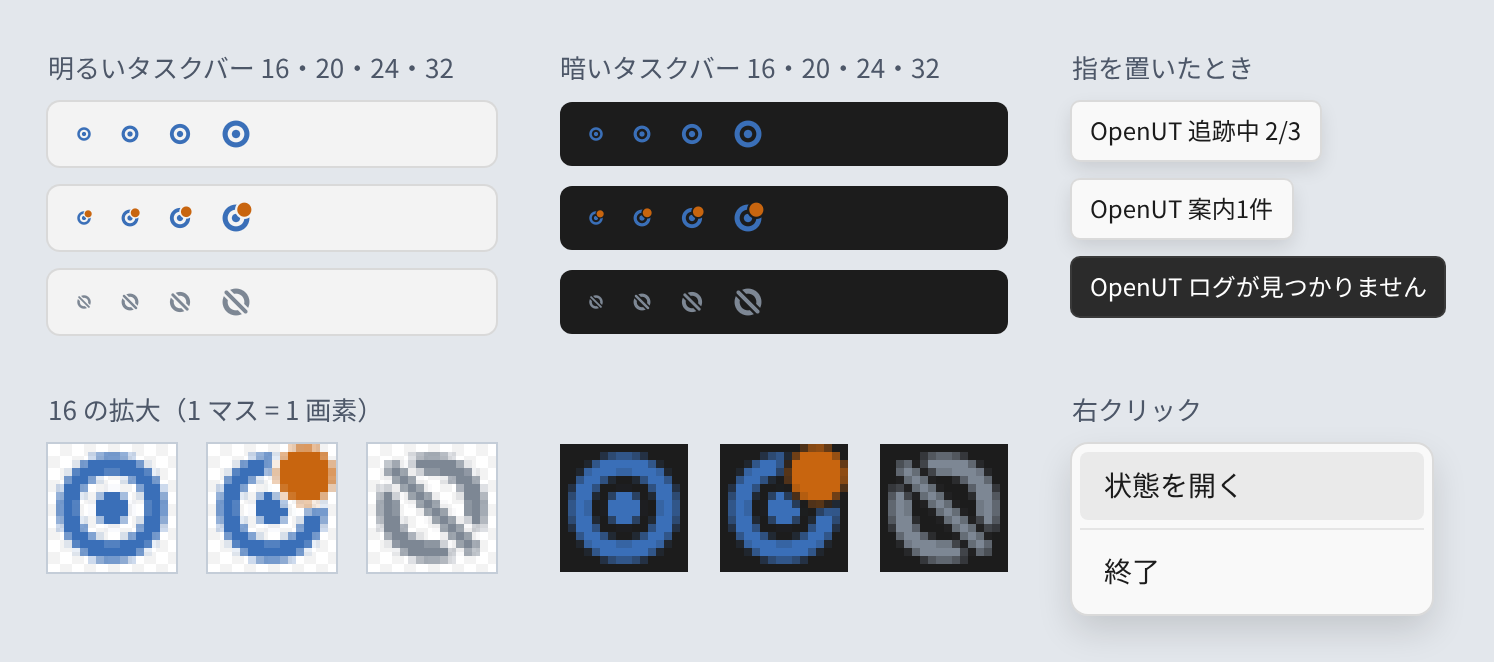 明るいタスクバー 16・20・24・32
暗いタスクバー 16・20・24・32
指を置いたとき
OpenUT 追跡中 2/3
OpenUT 案内1件
OpenUT ログが見つかりません
16 の拡大（1 マス = 1 画素）
右クリック
状態を開く
終了